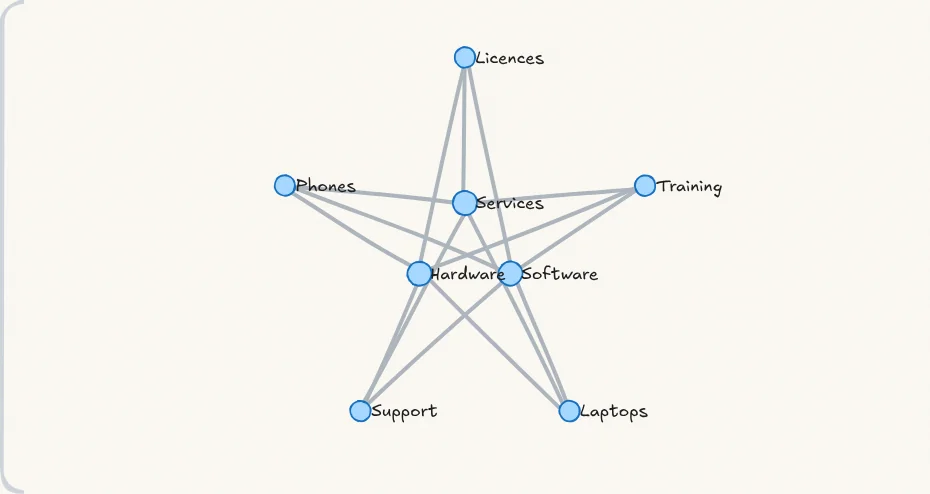 Licences
Phones
Training
Services
Hardware
Software
Support
Laptops